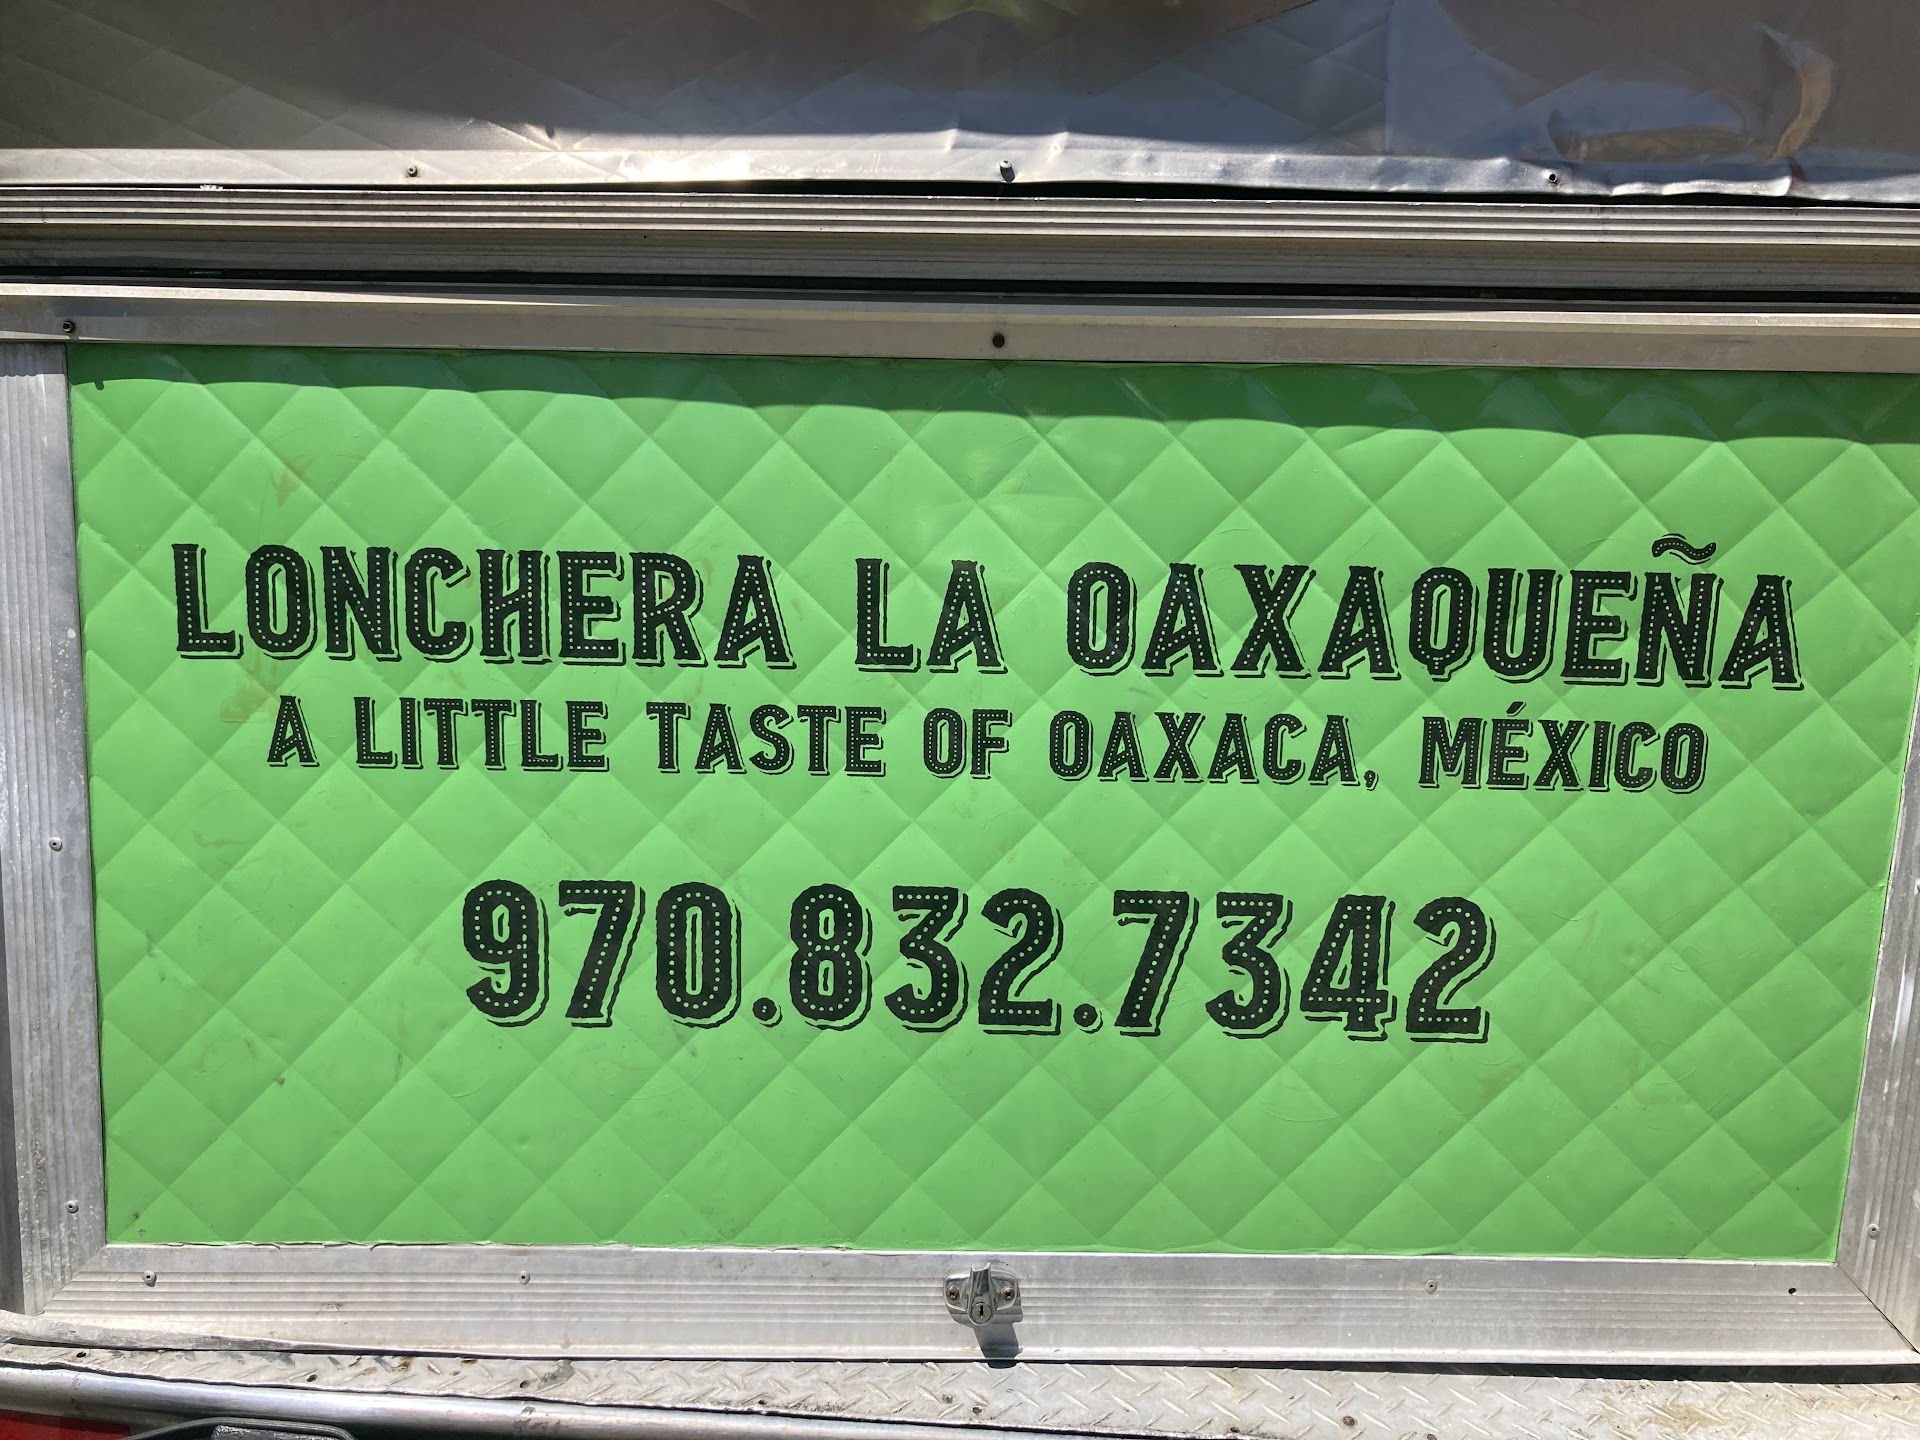 LONCHERA LA OAXAQUEÑA
A LITTLE TASTE OF OAXACA, MÉXICO
970.832.7342